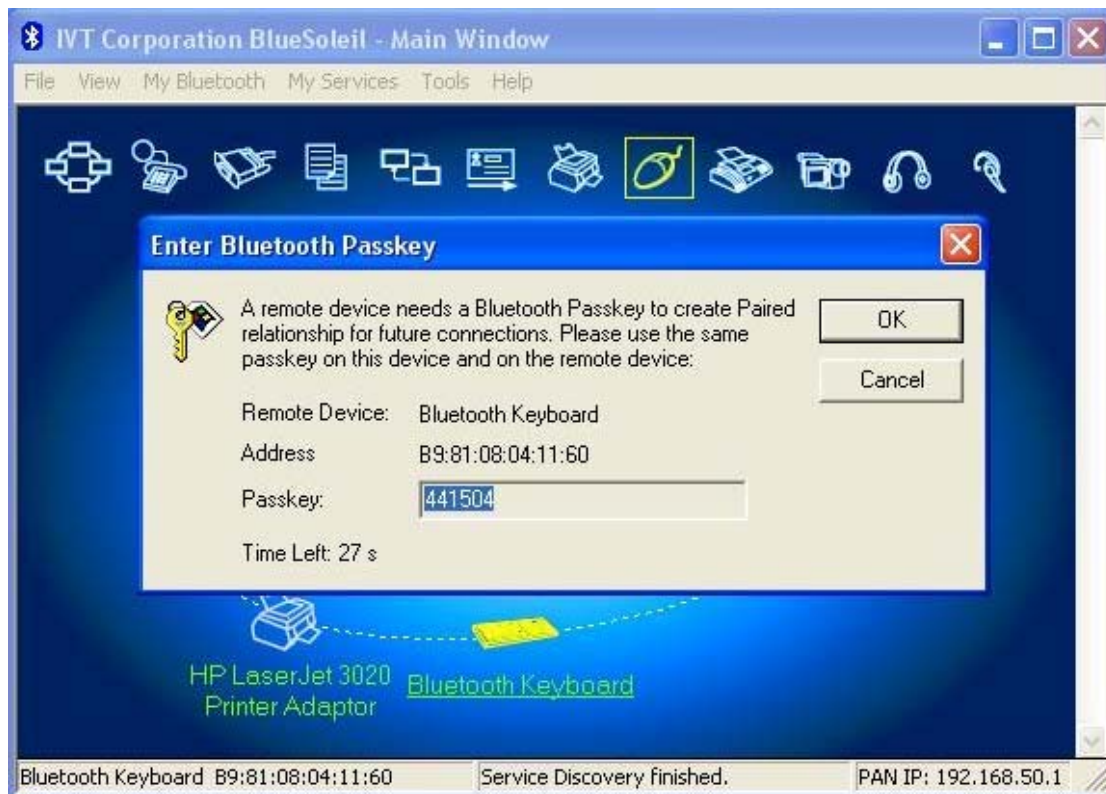 IVT Corporation BlueSoleil - Main Window
File View My Bluetooth My Services Tools Help
Enter Bluetooth Passkey
A remote device needs a Bluetooth Passkey to create Paired
relationship for future connections. Please use the same
passkey on this device and on the remote device:
OK
Cancel
Remote Device: Bluetooth Keyboard
Address B9:81:08:04:11:60
Passkey: 441504
Time Left: 27 s
HP LaserJet 3020
Printer Adaptor
Bluetooth Keyboard
Bluetooth Keyboard B9:81:08:04:11:60 Service Discovery finished. PAN IP: 192.168.50.1